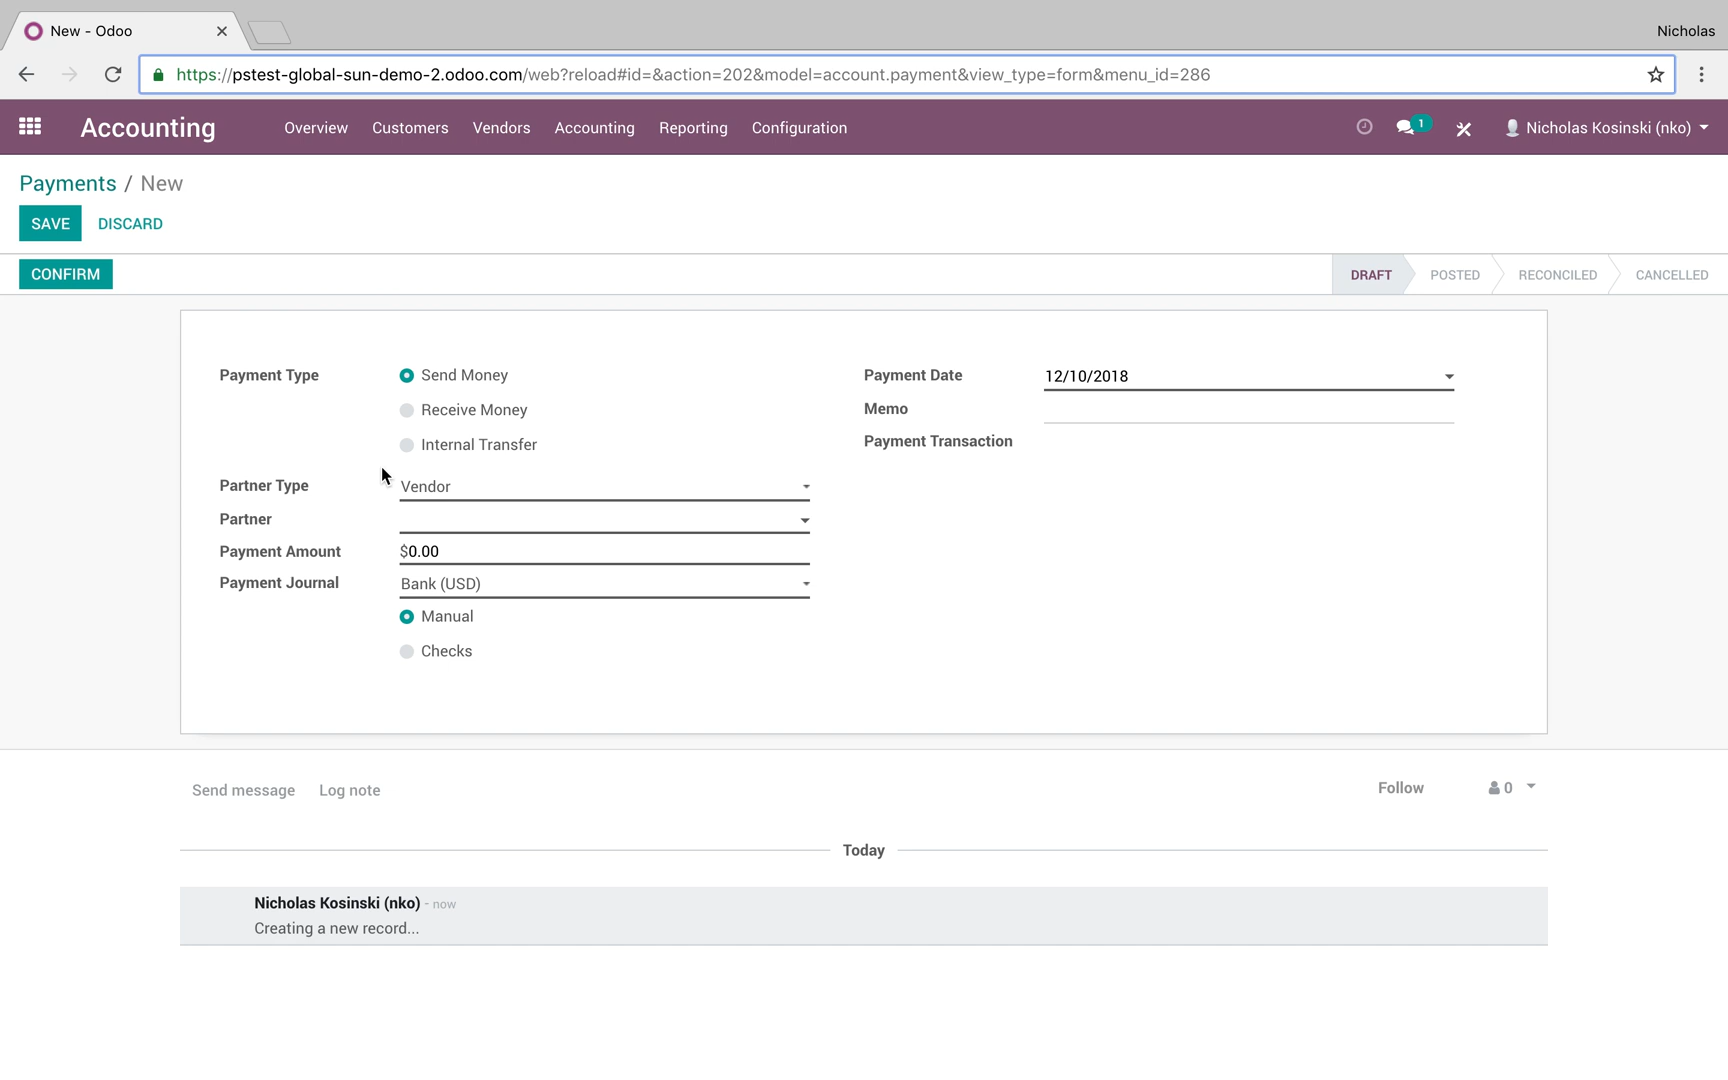 New - Odoo
Nicholas
https://pstest-global-sun-demo-2.odoo.com/web?reload#id=&action=202&model=account.payment&view_type=form&menu_id=286
Accounting Overview Customers Vendors Accounting Reporting Configuration 1 Nicholas Kosinski (nko)
Payments / New
SAVE DISCARD
CONFIRM DRAFT POSTED RECONCILED CANCELLED
Payment Type Send Money
Receive Money
Internal Transfer
Partner Type Vendor
Partner
Payment Amount $0.00
Payment Journal Bank (USD)
Manual
Checks
Payment Date 12/10/2018
Memo
Payment Transaction
Send message Log note Follow 0
Today
Nicholas Kosinski (nko) - now
Creating a new record...